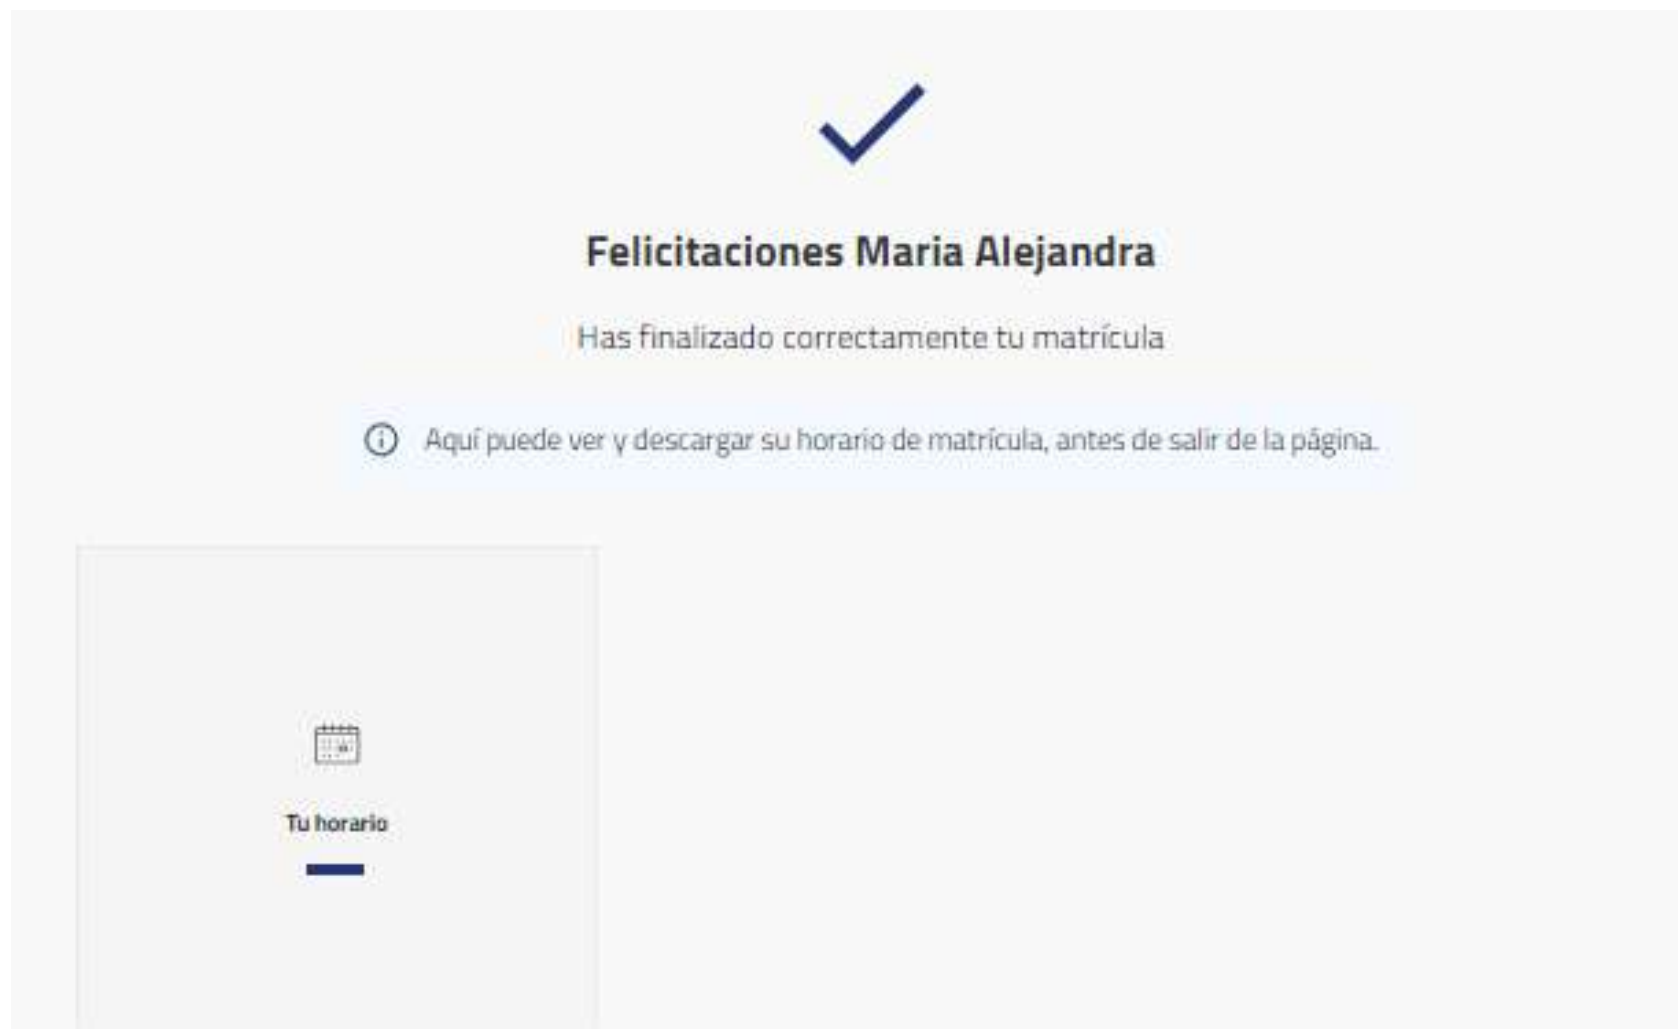 Felicitaciones Maria Alejandra
Has finalizado correctamente tu matrícula
Aquí puede ver y descargar su horario de matrícula, antes de salir de la página.
Tu horario